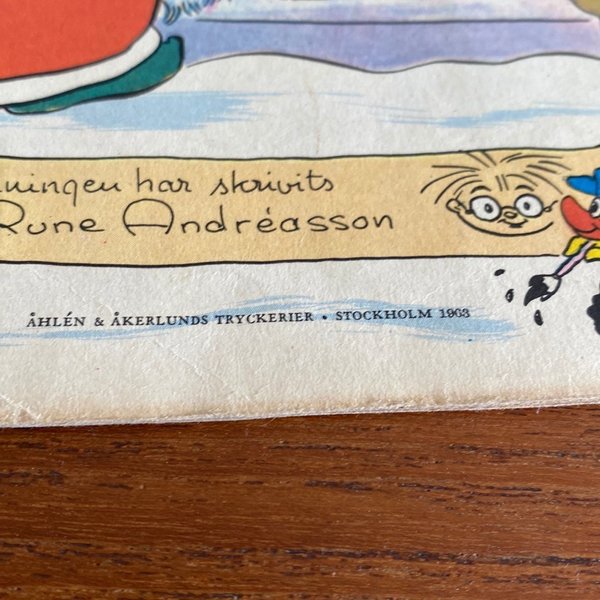 har skrivits
Rune Andréasson
ÅHLÉN & ÅKERLUNDS TRYCKERIER • STOCKHOLM 1963